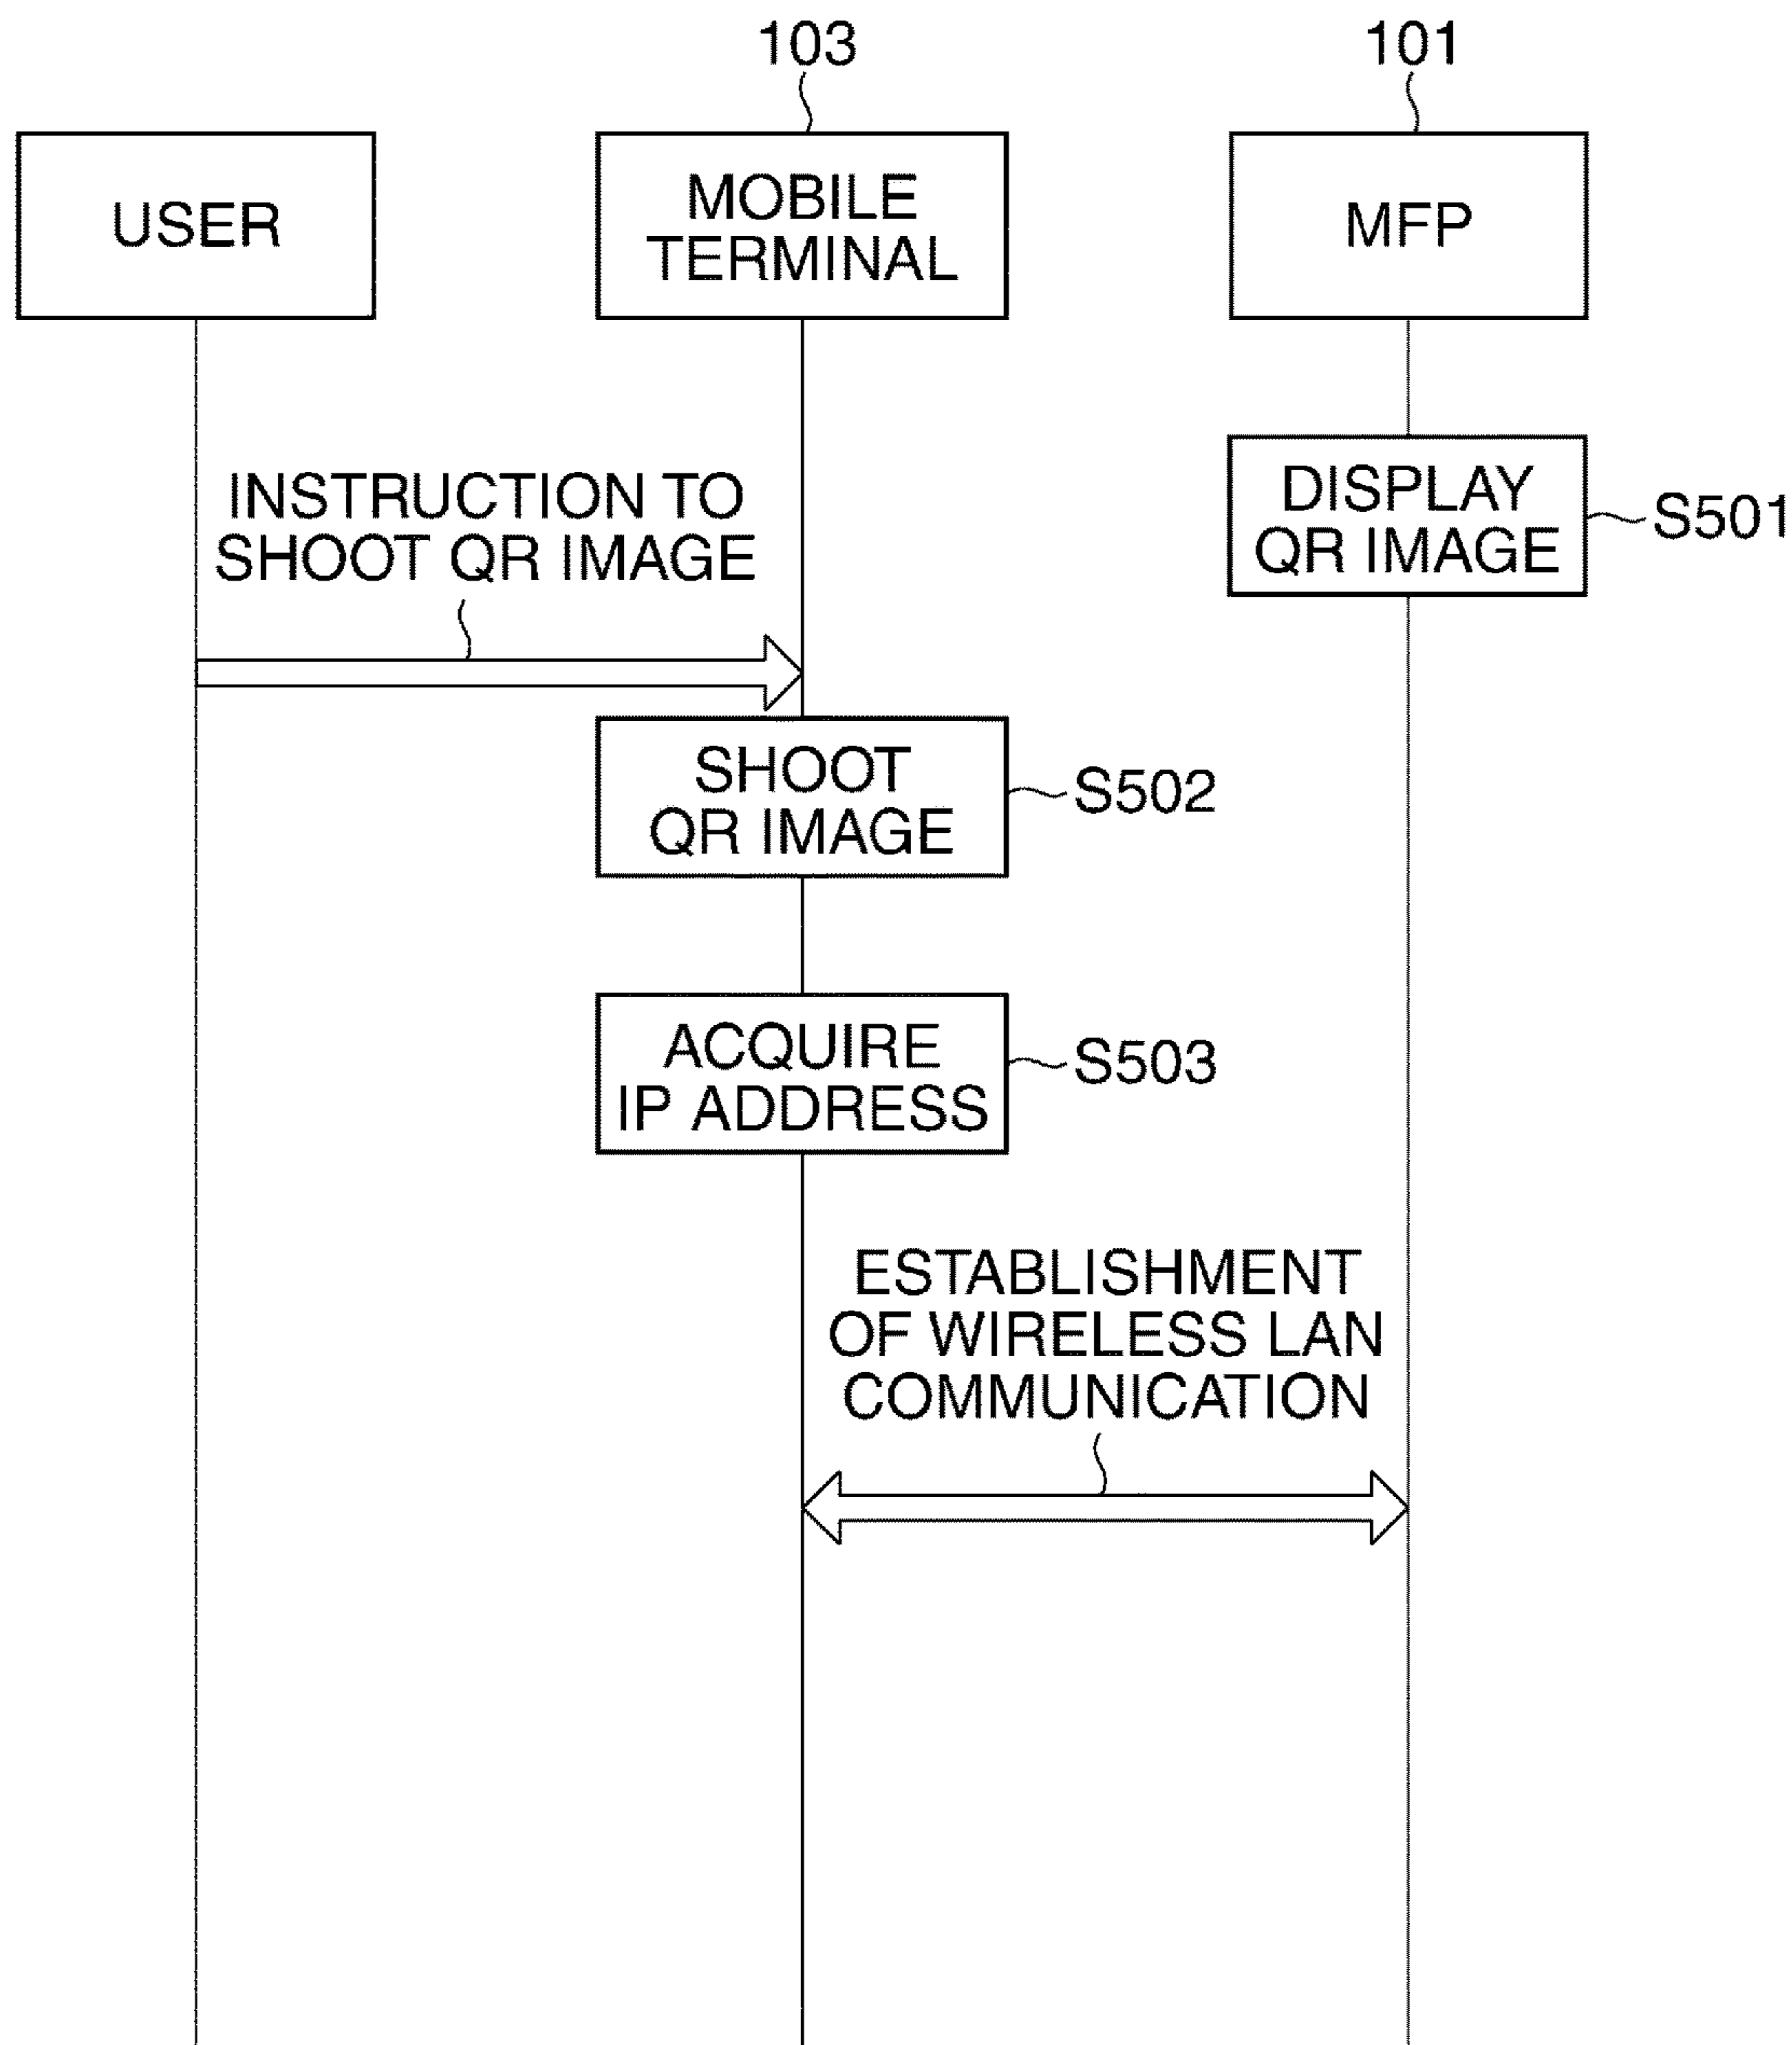 103
101
USER
MOBILE
TERMINAL
MFP
DISPLAY
QR IMAGE
S501
INSTRUCTION TO
SHOOT QR IMAGE
SHOOT
QR IMAGE
S502
ACQUIRE
IP ADDRESS
S503
ESTABLISHMENT
OF WIRELESS LAN
COMMUNICATION